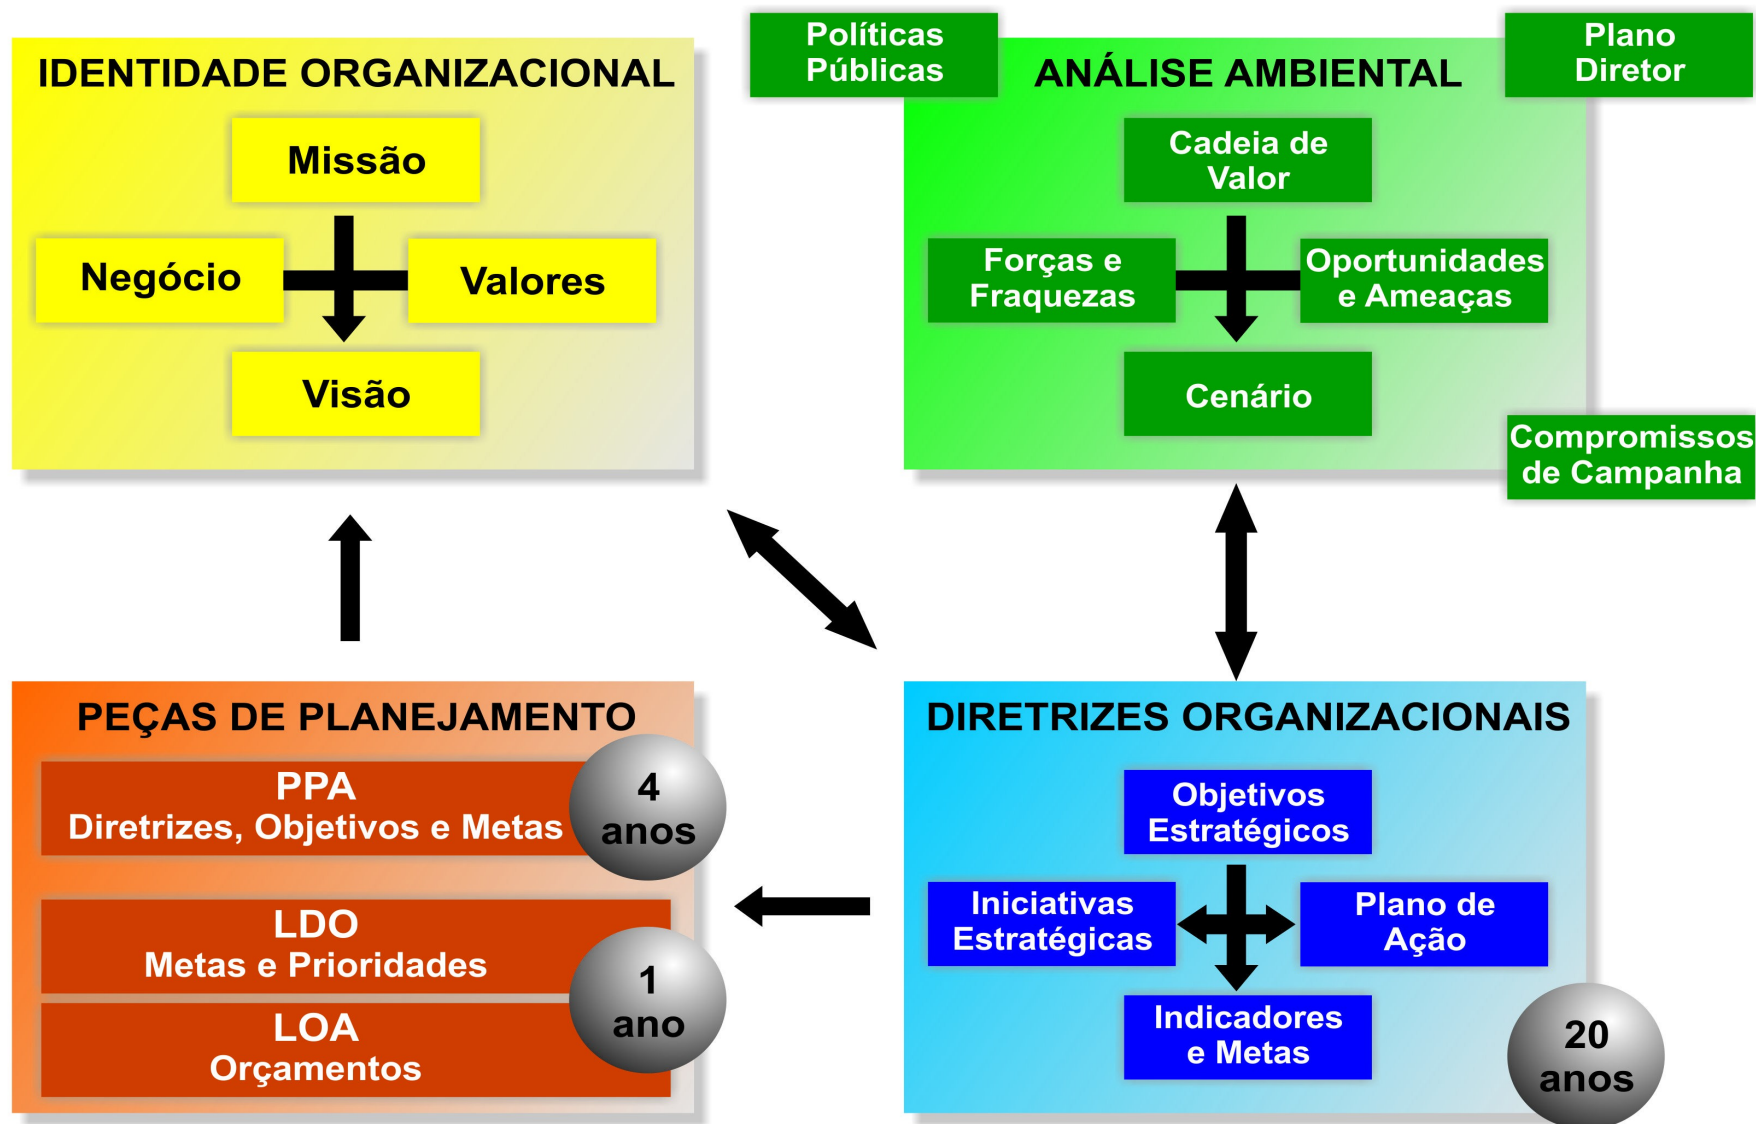 IDENTIDADE ORGANIZACIONAL
Missão
Negócio
Valores
Visão
Políticas
Públicas
ANÁLISE AMBIENTAL
Plano
Diretor
Cadeia de
Valor
Forças e
Fraquezas
Oportunidades
e Ameaças
Cenário
Compromissos
de Campanha
PEÇAS DE PLANEJAMENTO
PPA
Diretrizes, Objetivos e Metas
4
anos
LDO
Metas e Prioridades
1
ano
LOA
Orçamentos
DIRETRIZES ORGANIZACIONAIS
Objetivos
Estratégicos
Iniciativas
Estratégicas
Plano de
Ação
Indicadores
e Metas
20
anos